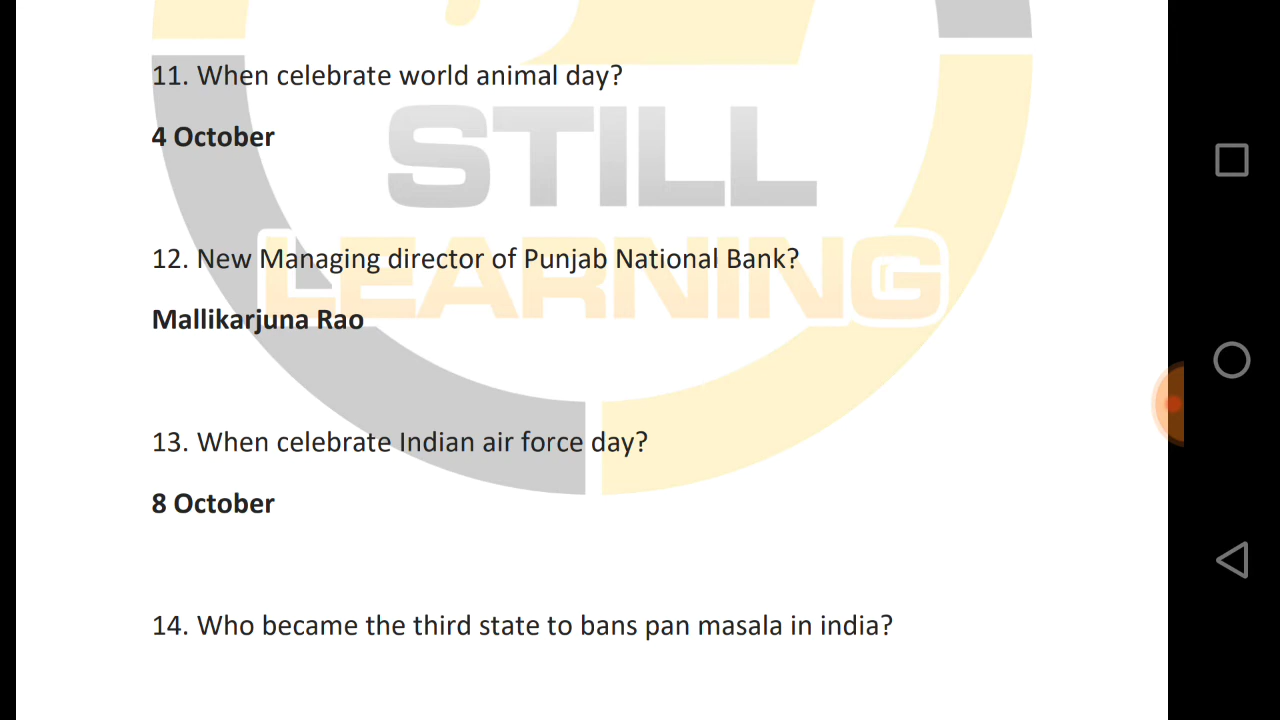 11. When celebrate world animal day?
4 October
STILL
12. New Managing director of Punjab National Bank?
LEARNING
Mallikarjuna Rao
13. When celebrate Indian air force day?
8 October
14. Who became the third state to bans pan masala in india?